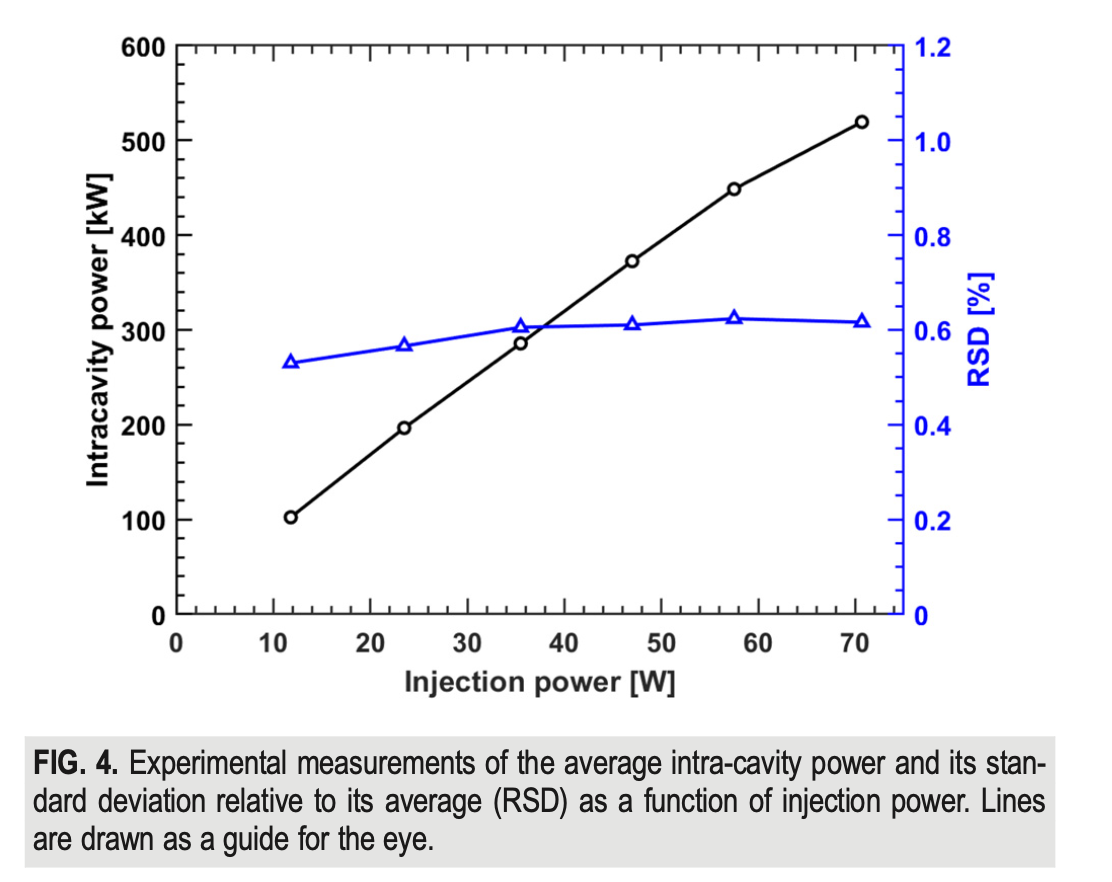 600
500
400
300
200
100
0
Intracavity power [kW]
1.2
1.0
0.8
0.6
0.4
0.2
0
RSD [%]
0 10 20 30 40 50 60 70
Injection power [W]
FIG. 4. Experimental measurements of the average intra-cavity power and its stan-
dard deviation relative to its average (RSD) as a function of injection power. Lines
are drawn as a guide for the eye.